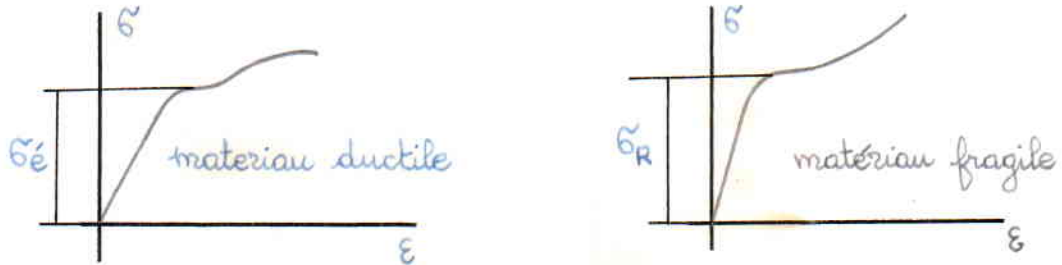 σ
σé
materiau ductile
ε
σ
σR
matériau fragile
ε